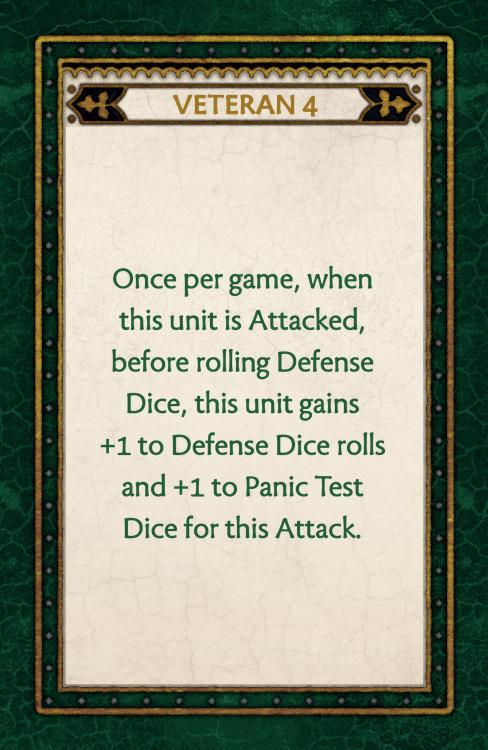 VETERAN 4
Once per game, when
this unit is Attacked,
before rolling Defense
Dice, this unit gains
+1 to Defense Dice rolls
and +1 to Panic Test
Dice for this Attack.